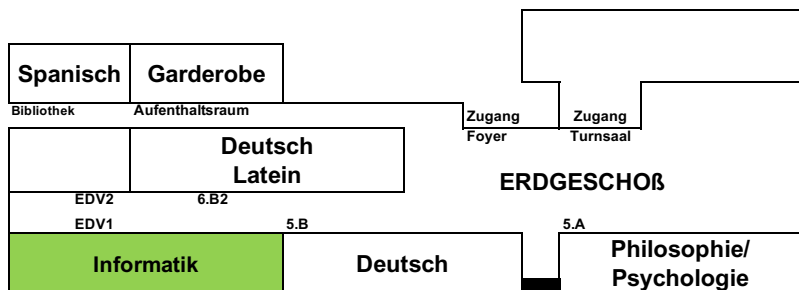 Spanisch Garderobe
Bibliothek Aufenthaltsraum
Zugang Zugang
Foyer Turnsaal
Deutsch
Latein
ERDGESCHOß
EDV2 6.B2
EDV1 5.B 5.A
Informatik Deutsch Philosophie/
Psychologie